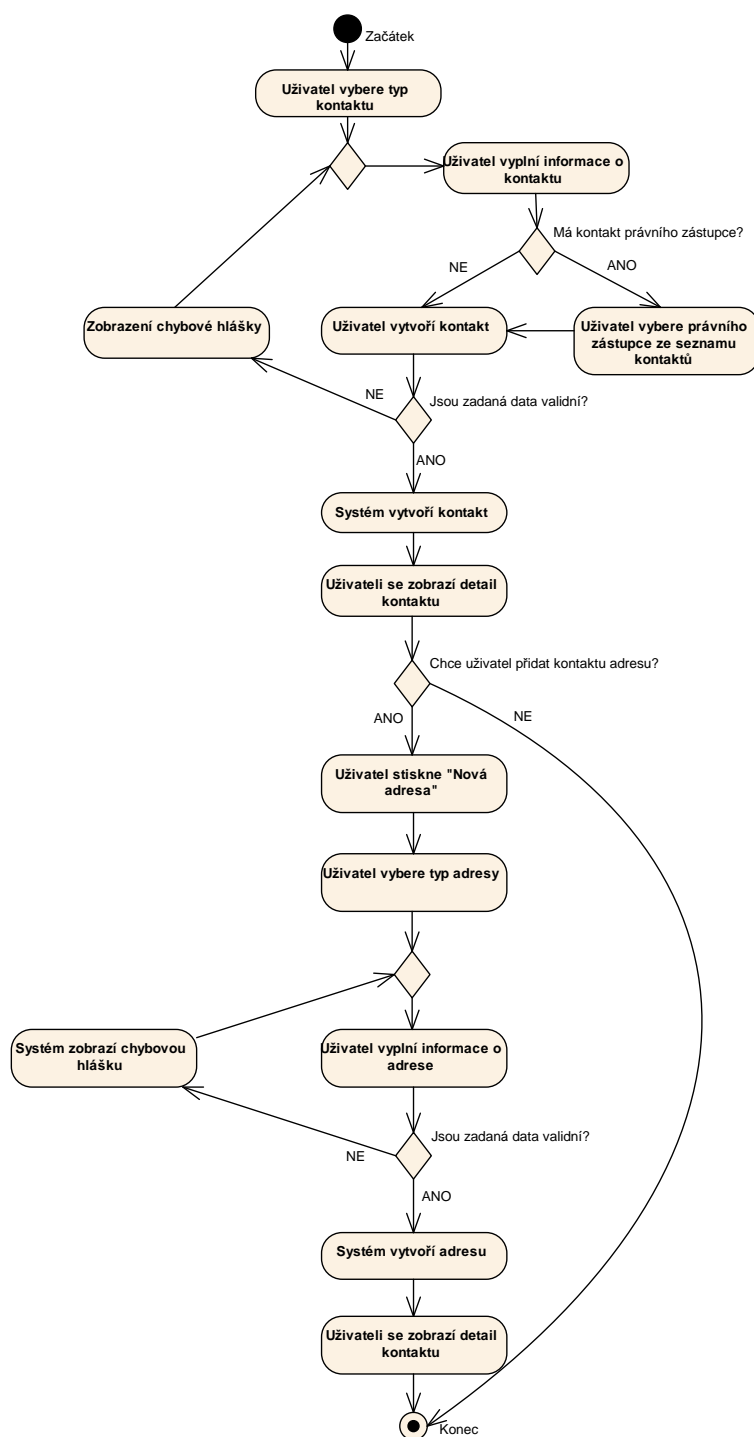 Začátek
Uživatel vybere typ
kontaktu
Uživatel vyplní informace o
kontaktu
Má kontakt právního zástupce?
NE
ANO
Zobrazení chybové hlášky
Uživatel vytvoří kontakt
Uživatel vybere právního
zástupce ze seznamu
kontaktů
NE
Jsou zadaná data validní?
ANO
Systém vytvoří kontakt
Uživateli se zobrazí detail
kontaktu
Chce uživatel přidat kontaktu adresu?
ANO
NE
Uživatel stiskne "Nová
adresa"
Uživatel vybere typ adresy
Systém zobrazí chybovou
hlášku
Uživatel vyplní informace o
adrese
Jsou zadaná data validní?
NE
ANO
Systém vytvoří adresu
Uživateli se zobrazí detail
kontaktu
Konec